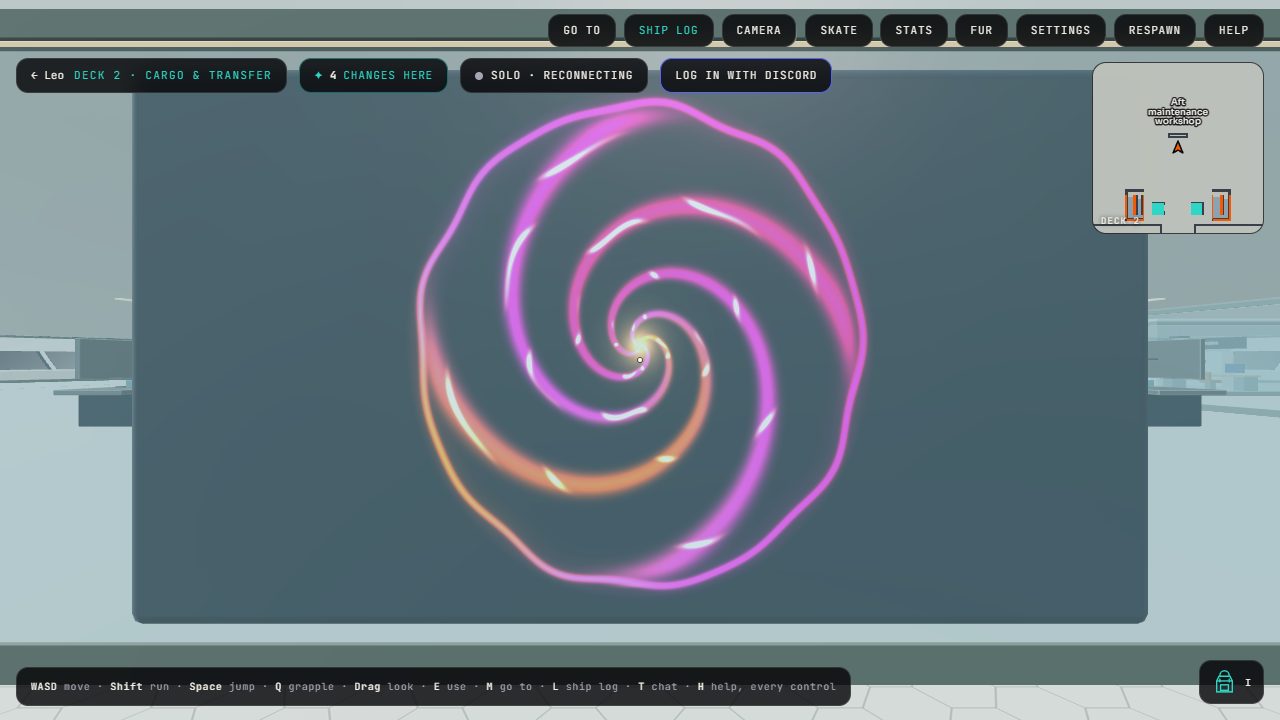 GO TO
SHIP LOG
CAMERA
SKATE
STATS
FUR
SETTINGS
RESPAWN
HELP
← Leo DECK 2 · CARGO & TRANSFER
✦ 4 CHANGES HERE
SOLO · RECONNECTING
LOG IN WITH DISCORD
Aft
maintenance
workshop
DECK 2
WASD move · Shift run · Space jump · Q grapple · Drag look · E use · M go to · L ship log · T chat · H help, every control
I